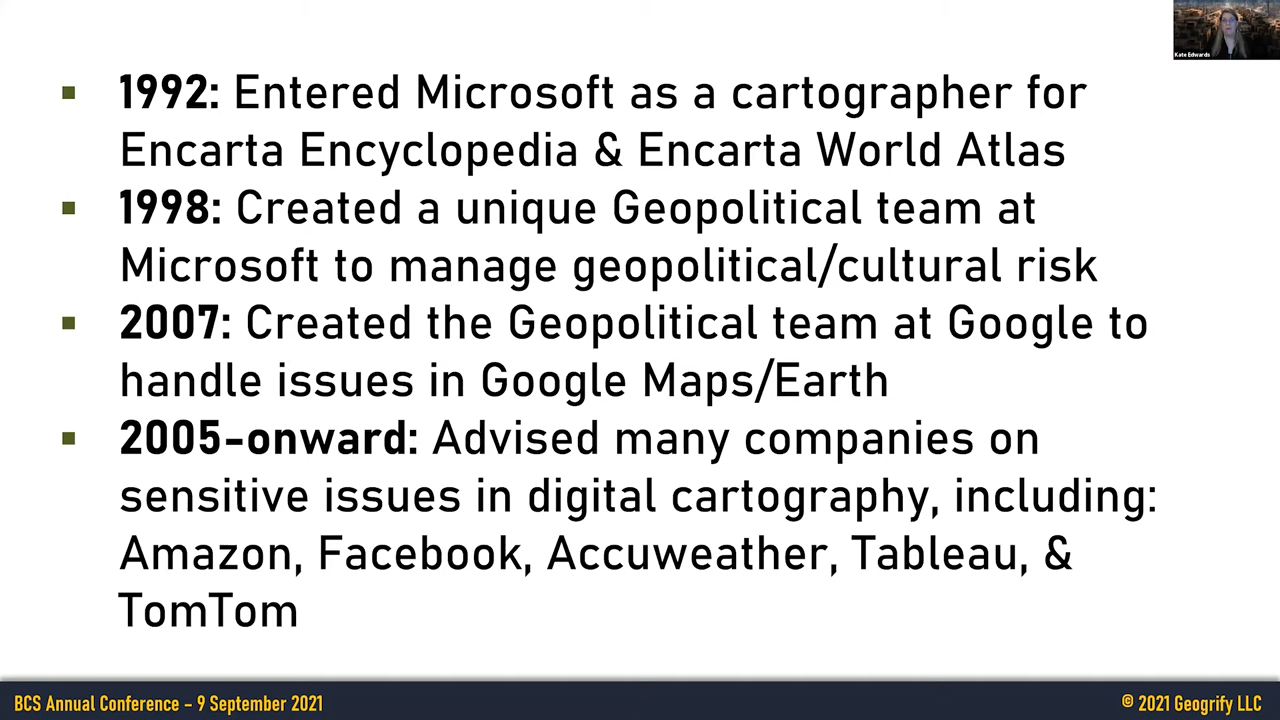 Kate Edwards
▪ 1992: Entered Microsoft as a cartographer for
Encarta Encyclopedia & Encarta World Atlas
▪ 1998: Created a unique Geopolitical team at
Microsoft to manage geopolitical/cultural risk
▪ 2007: Created the Geopolitical team at Google to
handle issues in Google Maps/Earth
▪ 2005-onward: Advised many companies on
sensitive issues in digital cartography, including:
Amazon, Facebook, Accuweather, Tableau, &
TomTom
BCS Annual Conference – 9 September 2021
© 2021 Geogrify LLC